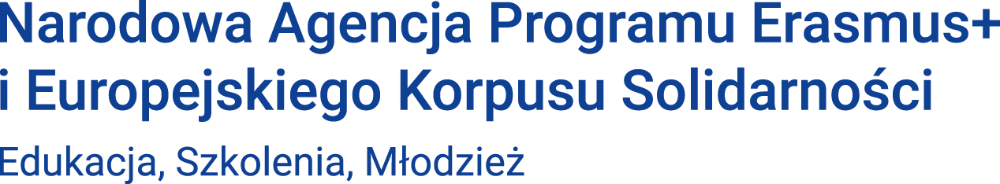 Narodowa Agencja Programu Erasmus+
i Europejskiego Korpusu Solidarności
Edukacja, Szkolenia, Młodzież